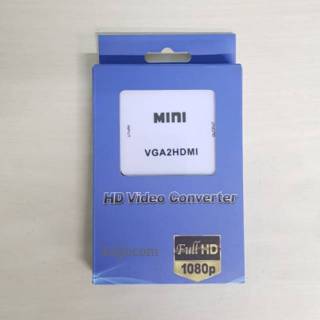 MINI
VGA2HDMI
HD Video Converter
Full HD
1080p